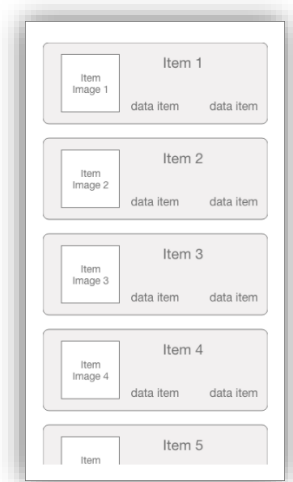 Item 1
Item
Image 1
data item data item
Item 2
Item
Image 2
data item data item
Item 3
Item
Image 3
data item data item
Item 4
Item
Image 4
data item data item
Item 5
Item